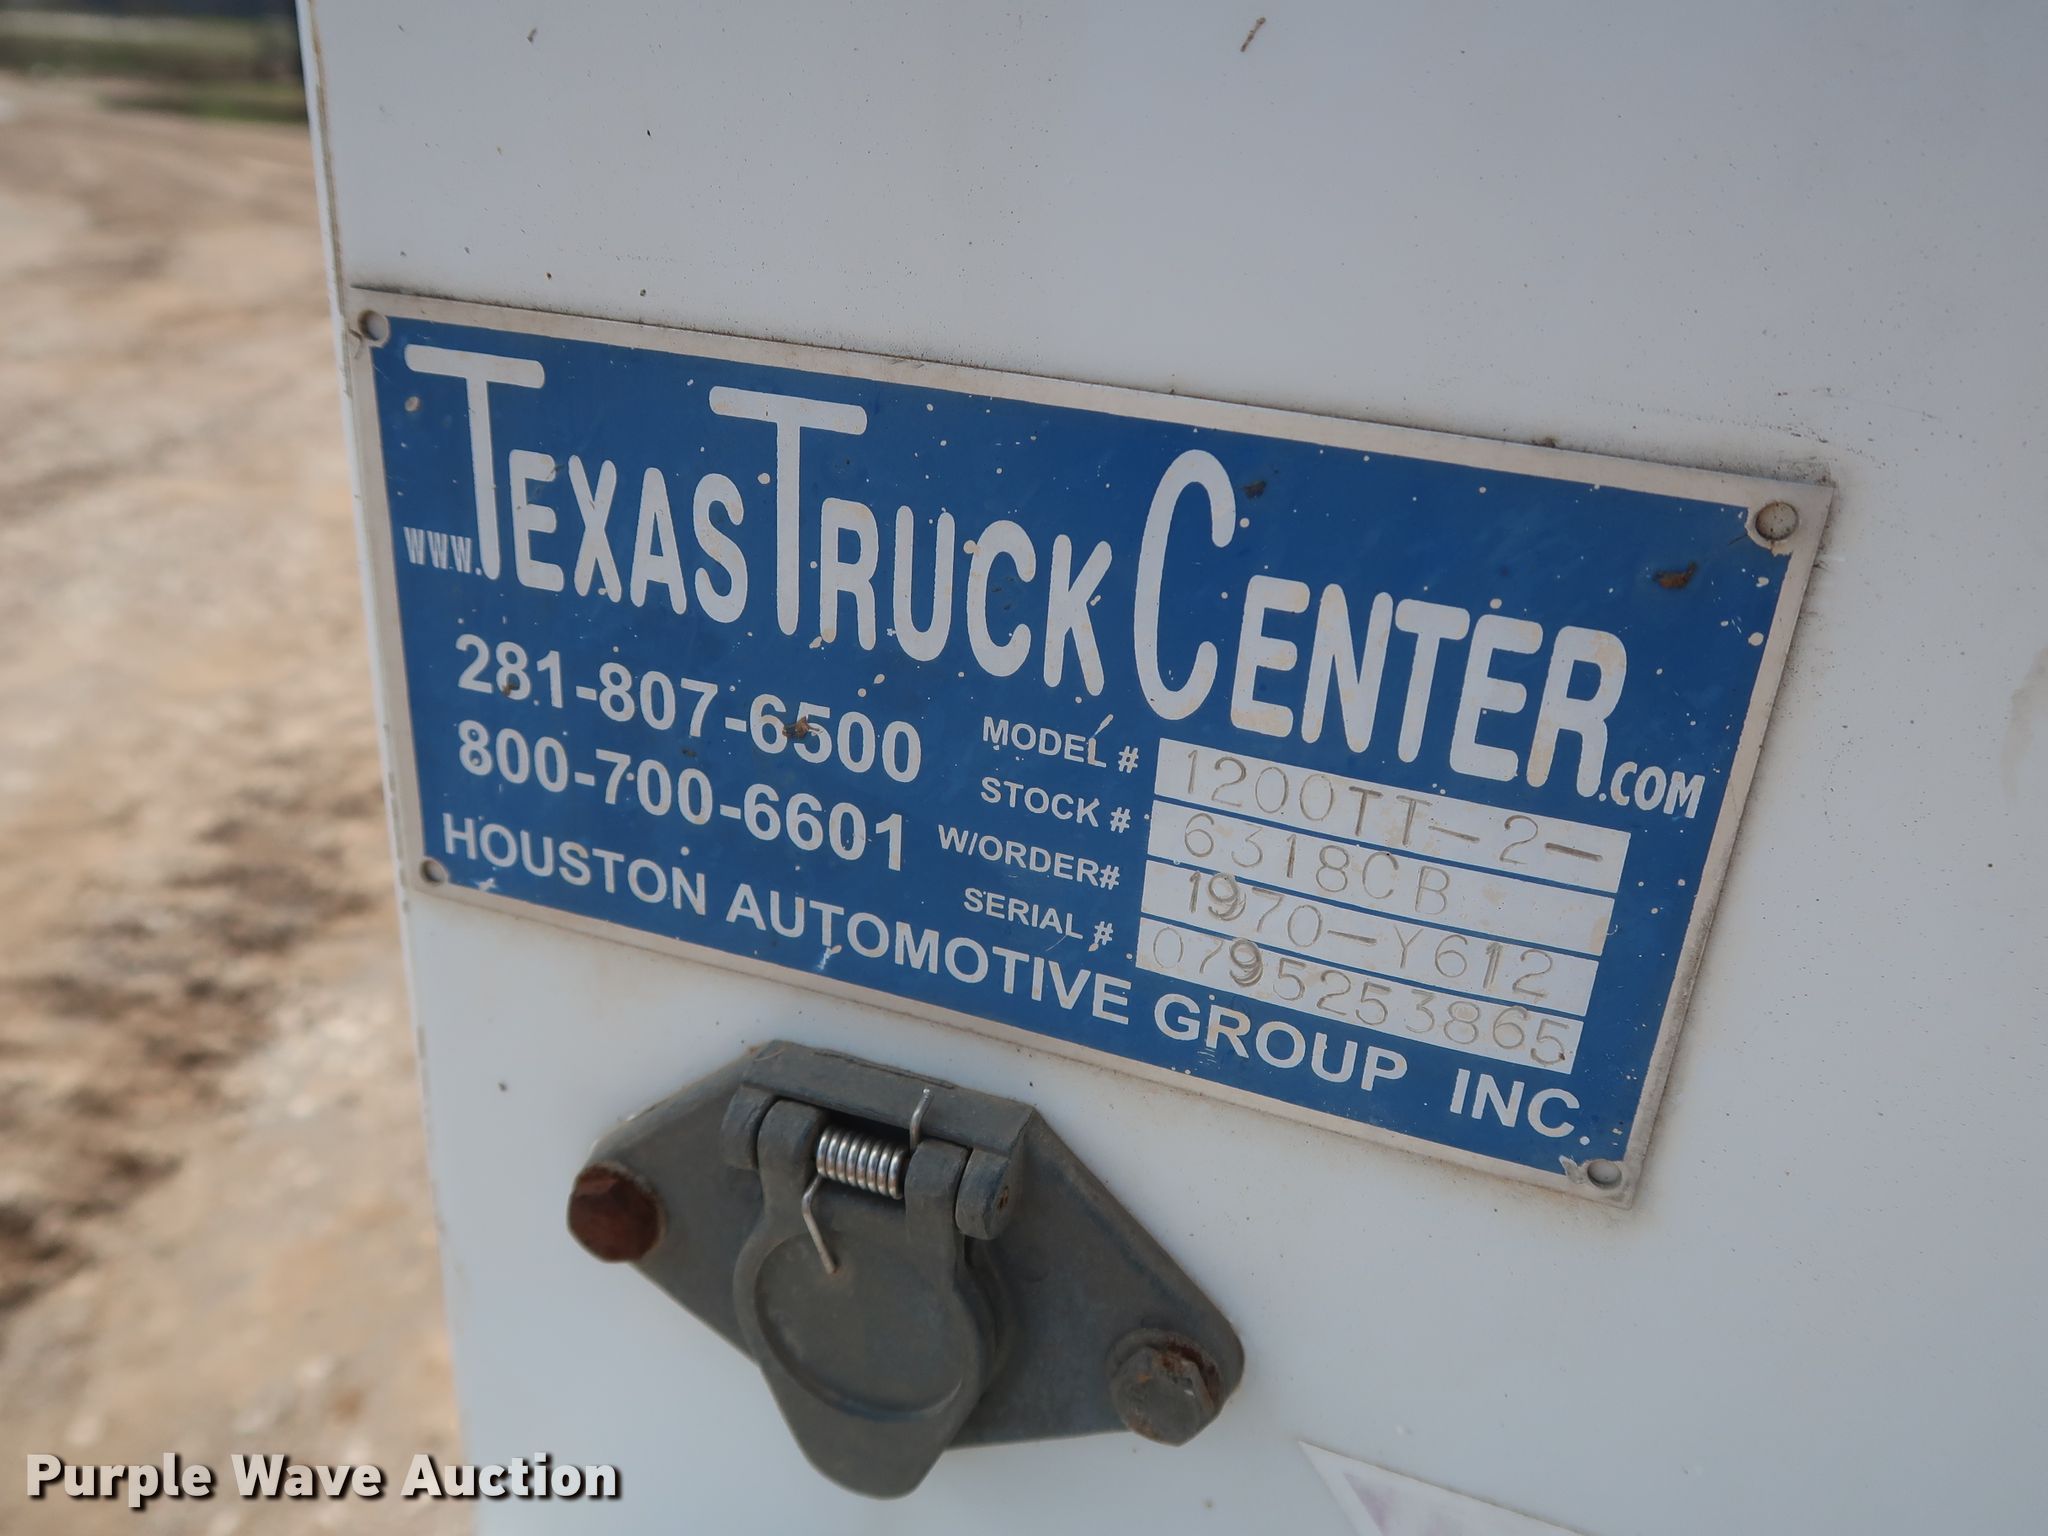 www.TEXASTRUCKCENTER.COM
281-807-6500
800-700-6601
MODEL # 1200TT-2-
STOCK # 6318CB
W/ORDER# 1970-Y612
SERIAL # 0795253865
HOUSTON AUTOMOTIVE GROUP INC.
Purple Wave Auction